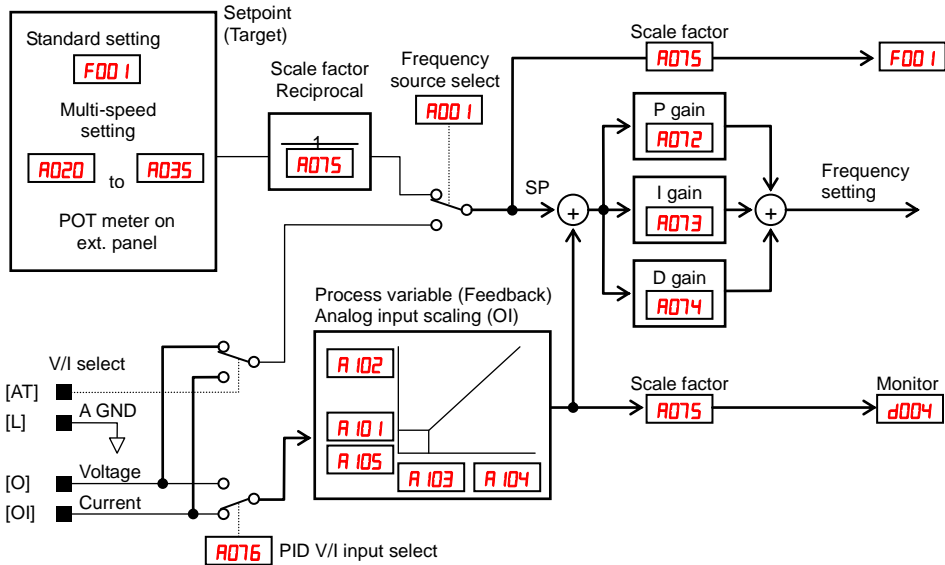 Setpoint
(Target)
Standard setting
F001
Multi-speed
setting
A020 to A035
POT meter on
ext. panel
Scale factor
Reciprocal
1
A075
Frequency
source select
A001
Scale factor
A075
F001
SP
+
P gain
A072
I gain
A073
D gain
A074
+
Frequency
setting
Process variable (Feedback)
Analog input scaling (OI)
A102
A101
A105
A103 A104
Scale factor
A075
Monitor
d004
V/I select
[AT]
[L] A GND
[O] Voltage
[OI] Current
A076 PID V/I input select